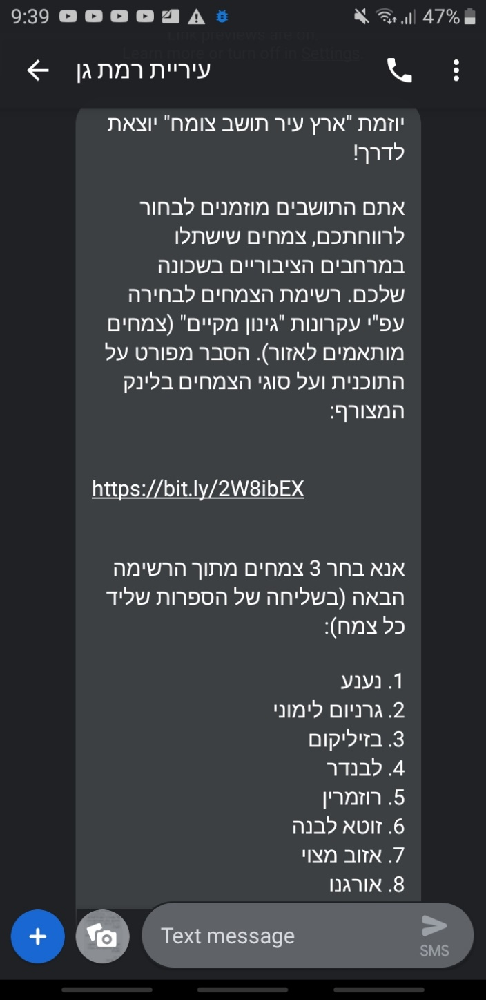 9:39
47%
Link previews are on.
Learn more or turn off in Settings.
עיריית רמת גן
יוזמת "ארץ עיר תושב צומח" יוצאת
לדרך!
אתם התושבים מוזמנים לבחור
לרווחתכם, צמחים שישתלו
במרחבים הציבוריים בשכונה
שלכם. רשימת הצמחים לבחירה
עפ"י עקרונות "גינון מקיים" (צמחים
מותאמים לאזור). הסבר מפורט על
התוכנית ועל סוגי הצמחים בלינק
המצורף:
https://bit.ly/2W8ibEX
אנא בחר 3 צמחים מתוך הרשימה
הבאה (בשליחה של הספרות שליד
כל צמח):
1. נענע
2. גרניום לימוני
3. בזיליקום
4. לבנדר
5. רוזמרין
6. זוטא לבנה
7. אזוב מצוי
8. אורגנו
Text message
SMS